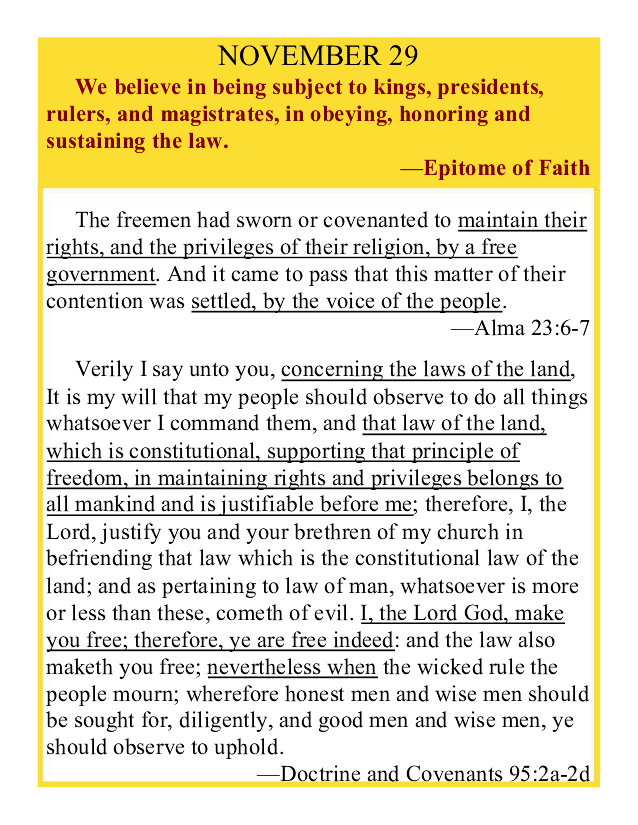 NOVEMBER 29
We believe in being subject to kings, presidents,
rulers, and magistrates, in obeying, honoring and
sustaining the law.
—Epitome of Faith
The freemen had sworn or covenanted to maintain their
rights, and the privileges of their religion, by a free
government. And it came to pass that this matter of their
contention was settled, by the voice of the people.
—Alma 23:6-7
Verily I say unto you, concerning the laws of the land,
It is my will that my people should observe to do all things
whatsoever I command them, and that law of the land,
which is constitutional, supporting that principle of
freedom, in maintaining rights and privileges belongs to
all mankind and is justifiable before me; therefore, I, the
Lord, justify you and your brethren of my church in
befriending that law which is the constitutional law of the
land; and as pertaining to law of man, whatsoever is more
or less than these, cometh of evil. I, the Lord God, make
you free; therefore, ye are free indeed: and the law also
maketh you free; nevertheless when the wicked rule the
people mourn; wherefore honest men and wise men should
be sought for, diligently, and good men and wise men, ye
should observe to uphold.
—Doctrine and Covenants 95:2a-2d